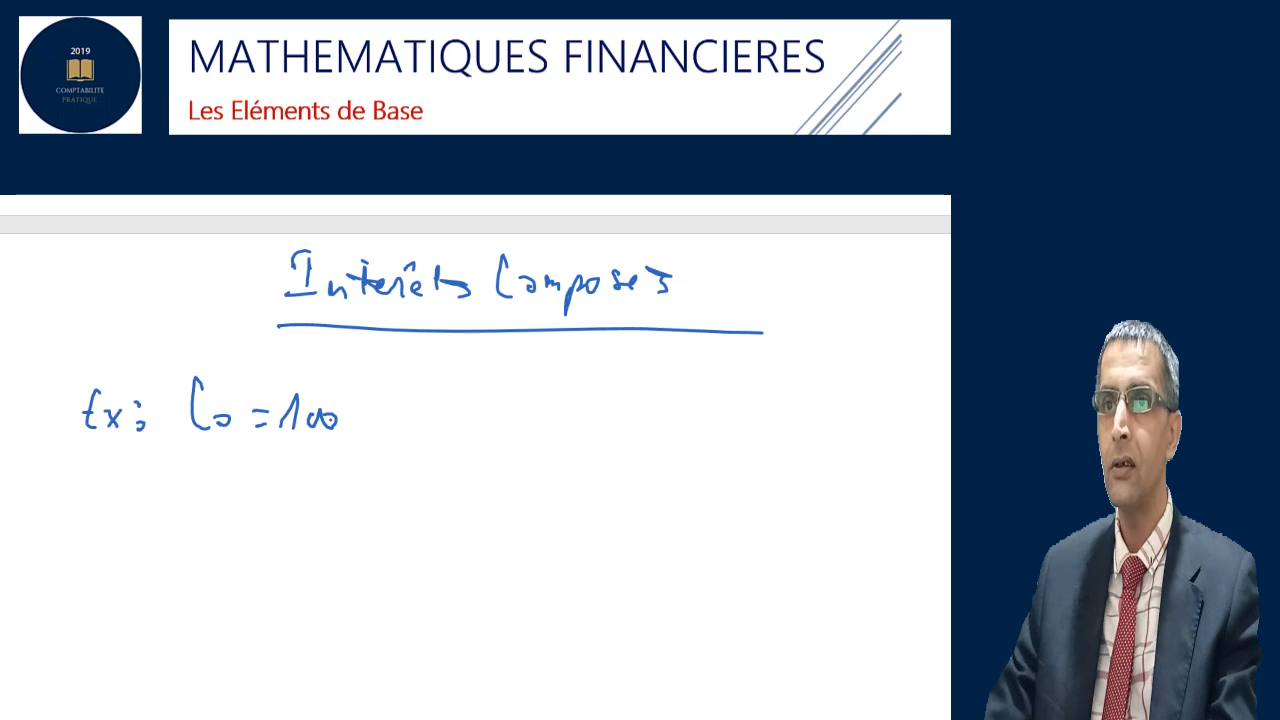 2019
COMPTABILITE
PRATIQUE
MATHEMATIQUES FINANCIERES
Les Eléments de Base
Intérêts Composés
Ex: C0 = 100